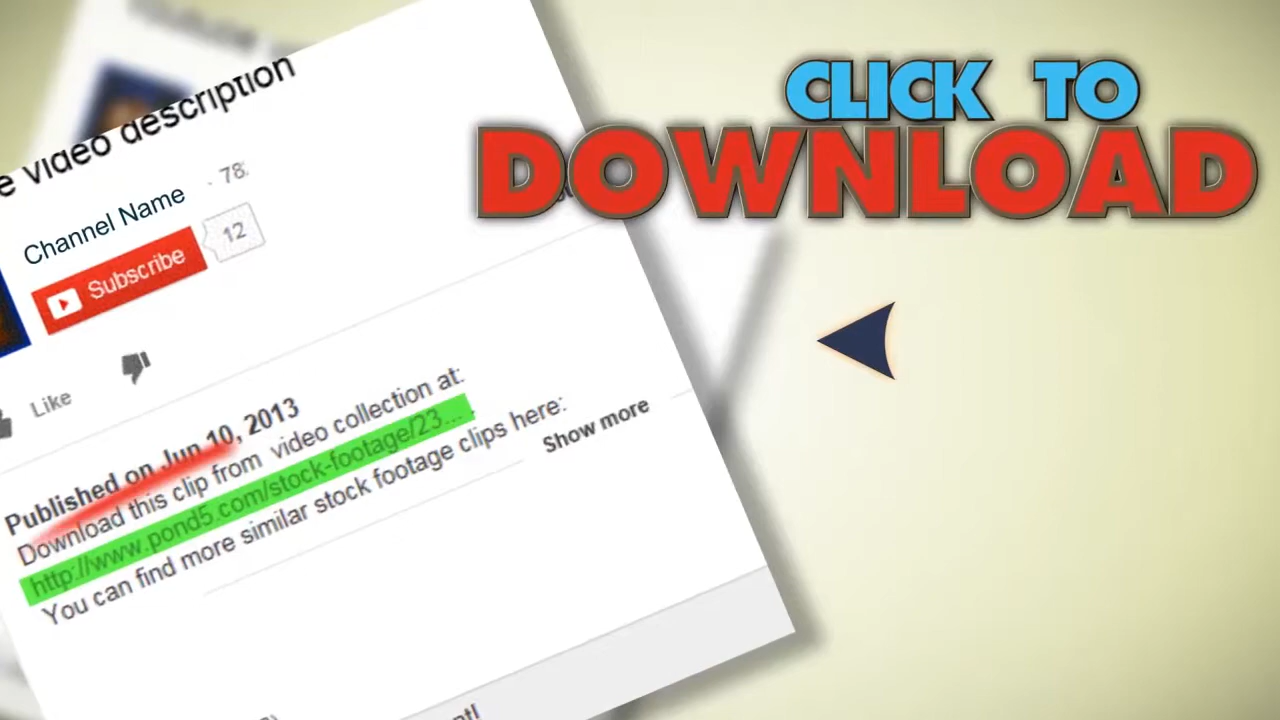 CLICK TO
DOWNLOAD
e video description
Channel Name
78
Subscribe
12
Like
Published on Jun 10, 2013
Download this clip from video collection at:
http://www.pond5.com/stock-footage/23...
You can find more similar stock footage clips here:
Show more